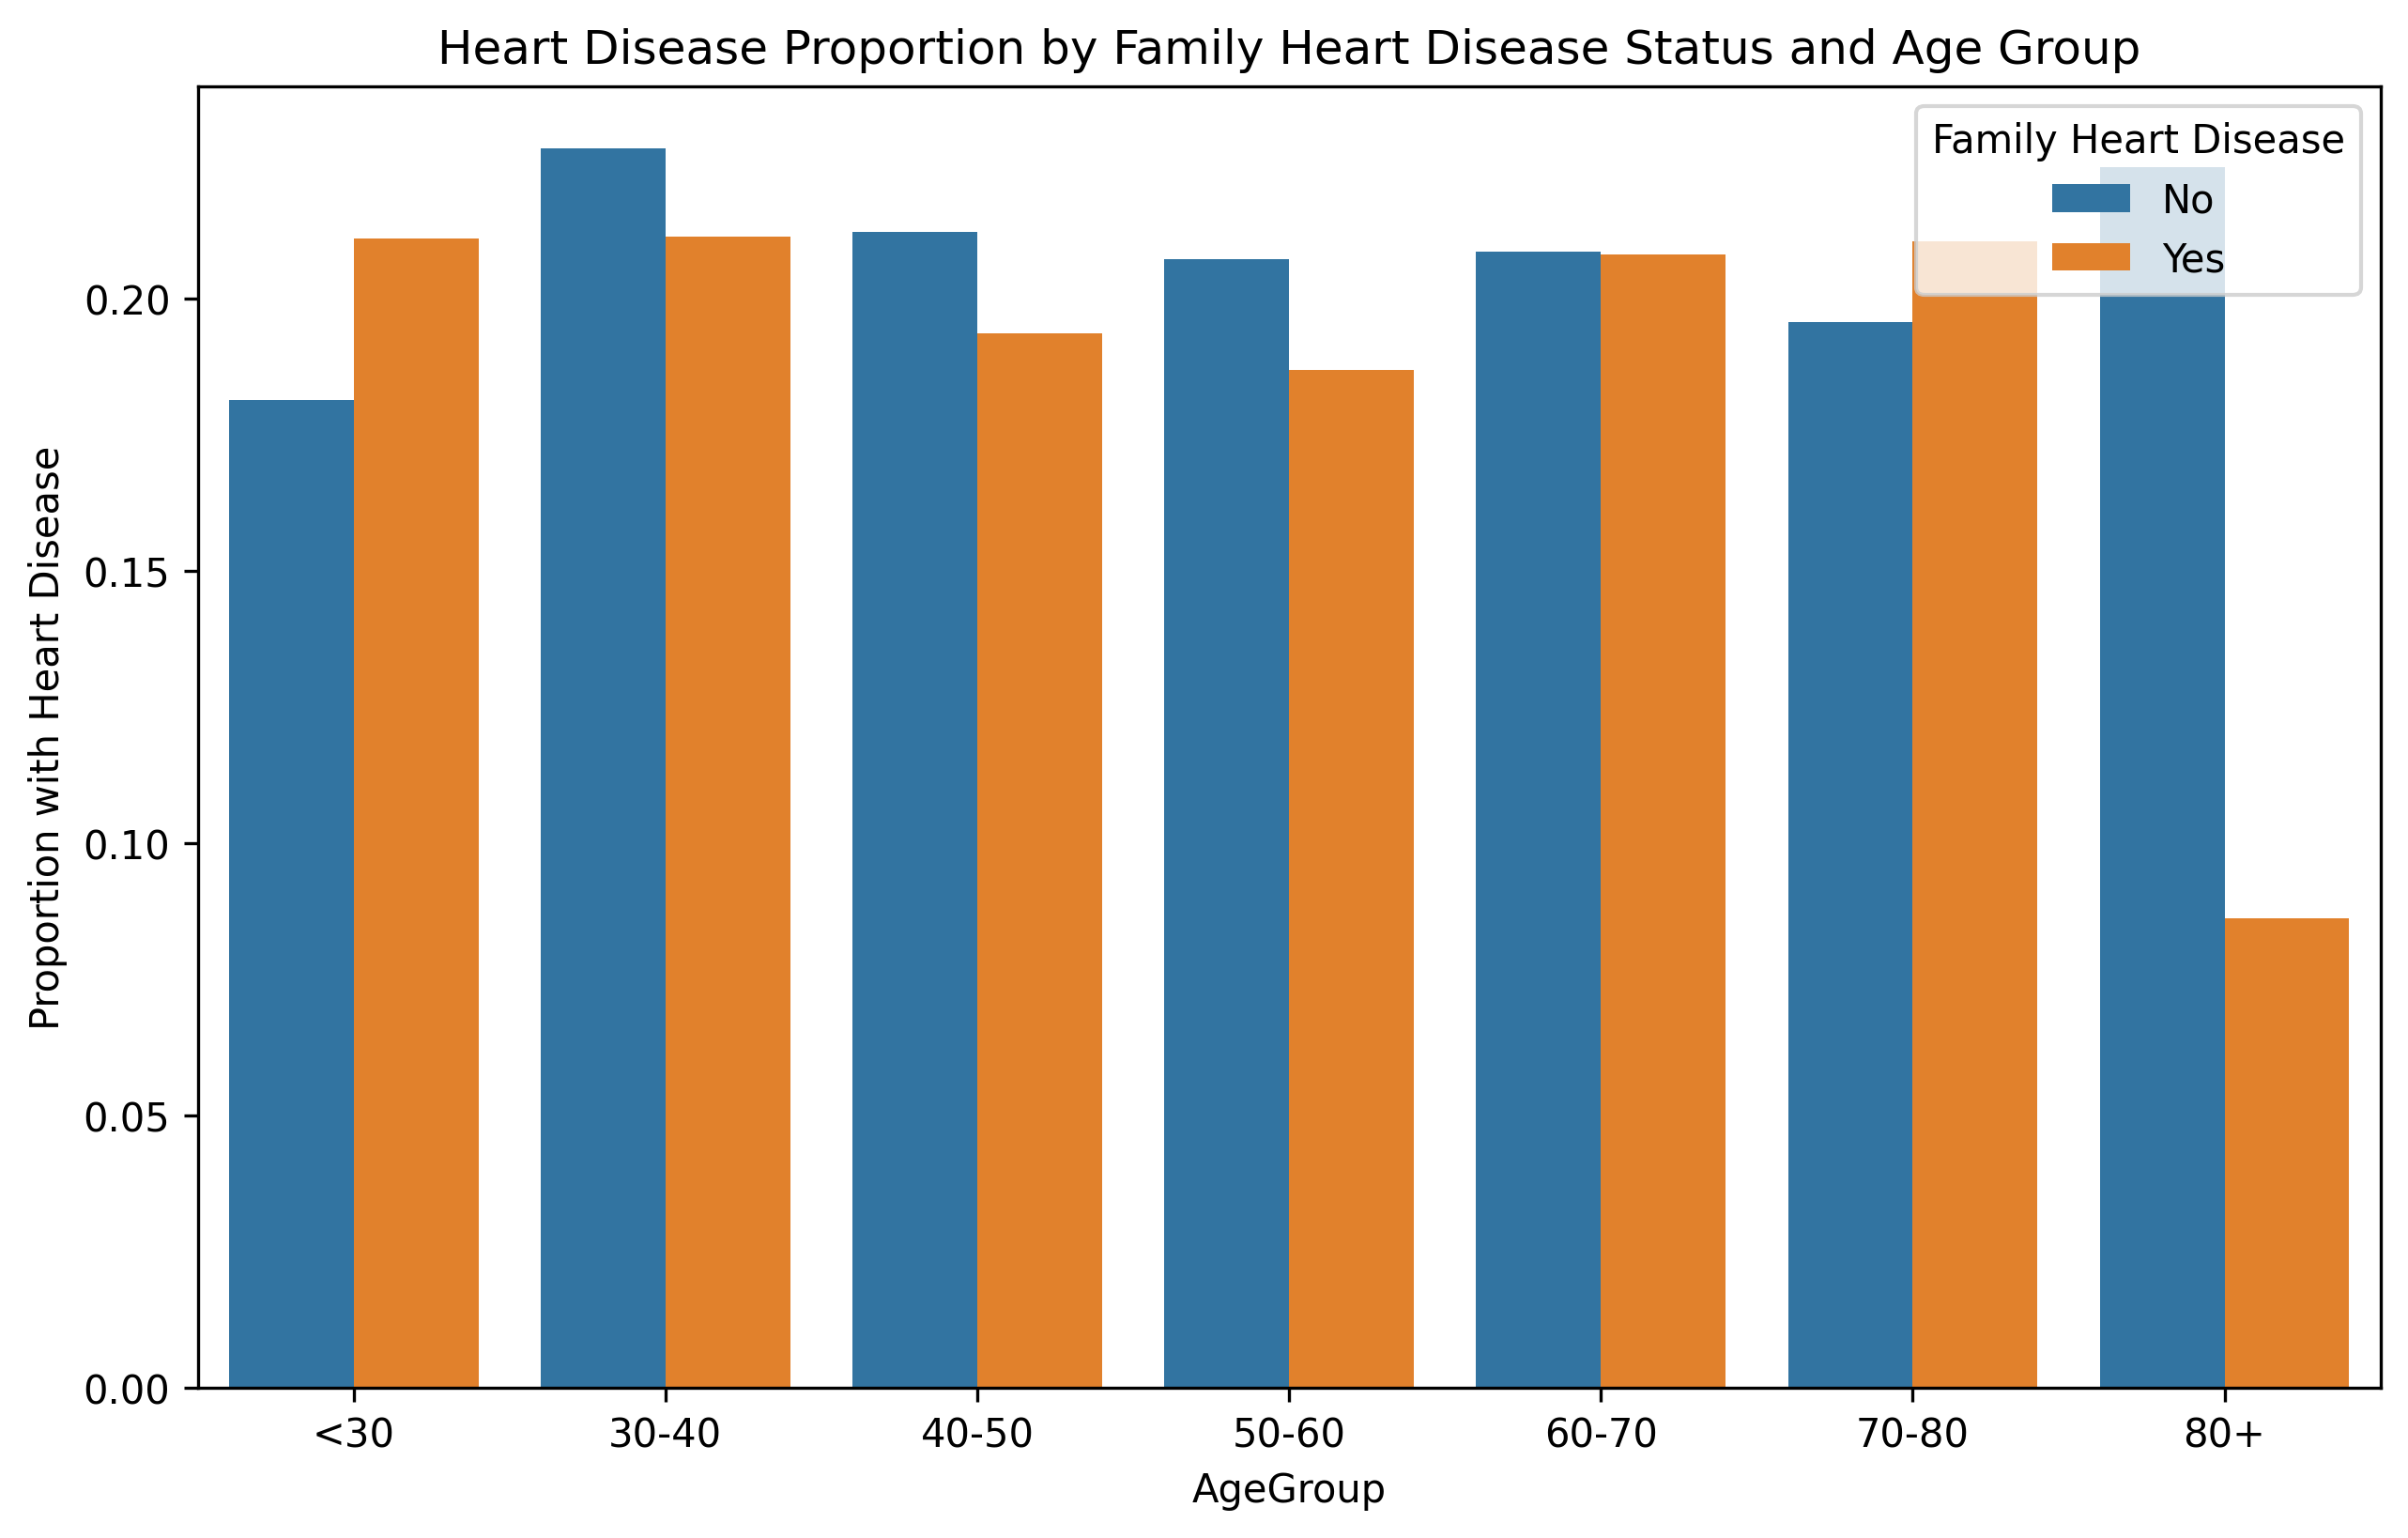 Heart Disease Proportion by Family Heart Disease Status and Age Group
Family Heart Disease
No
Yes
Proportion with Heart Disease
0.20
0.15
0.10
0.05
0.00
<30
30-40
40-50
50-60
60-70
70-80
80+
AgeGroup